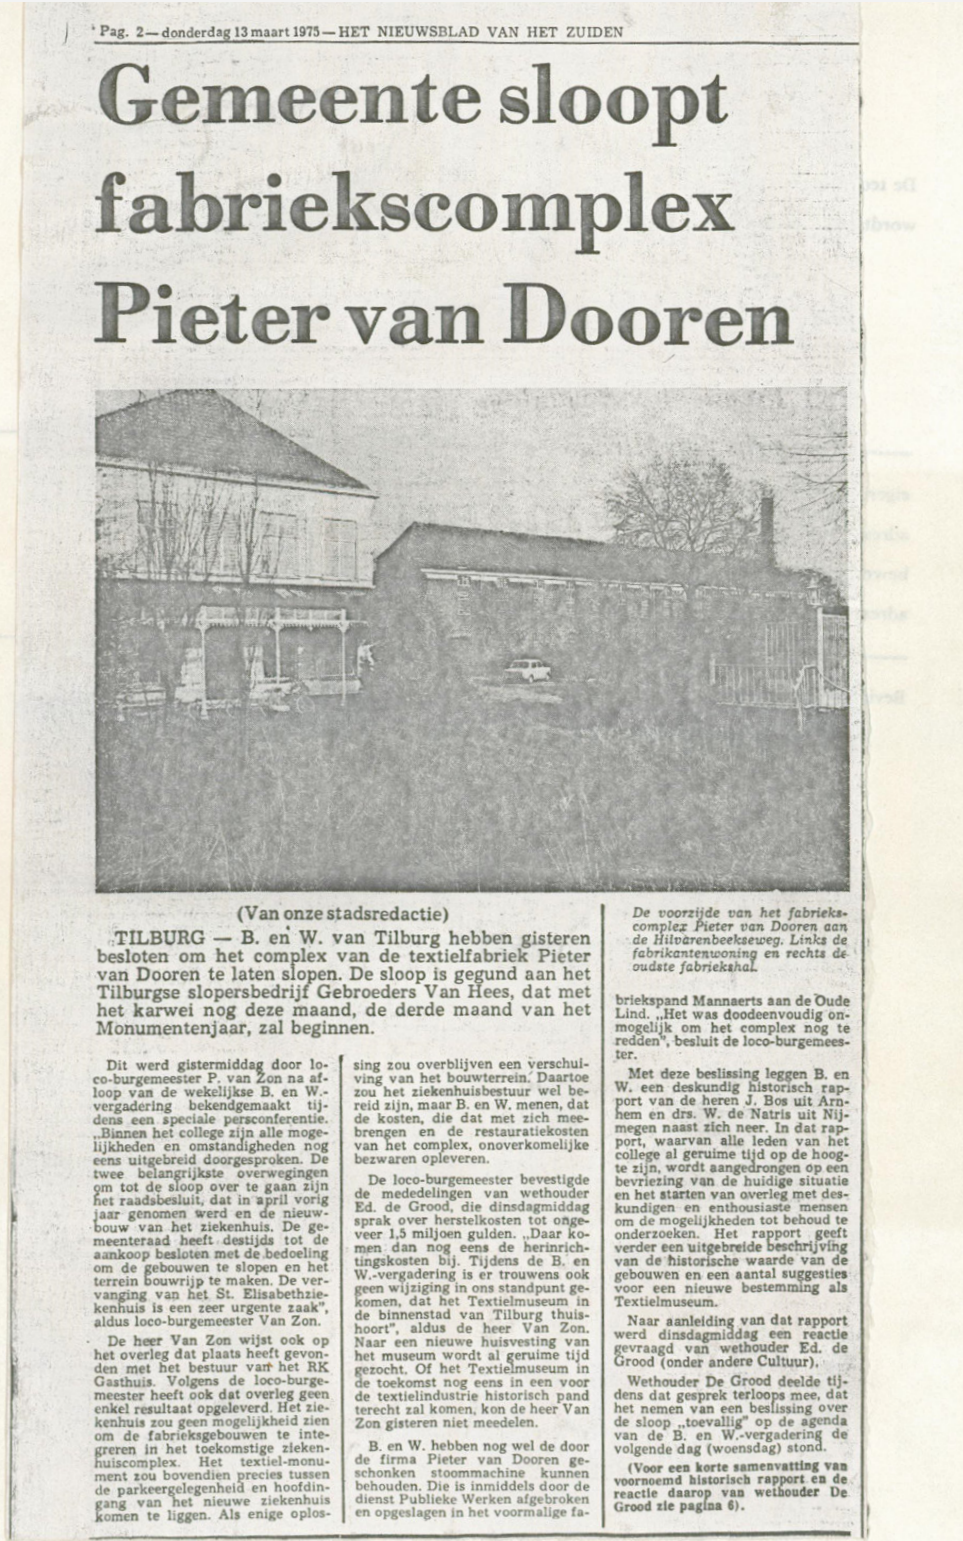 Pag. 2—donderdag 13 maart 1975—HET NIEUWSBLAD VAN HET ZUIDEN
Gemeente sloopt
fabriekscomplex
Pieter van Dooren
(Van onze stadsredactie)
TILBURG — B. en W. van Tilburg hebben gisteren
besloten om het complex van de textielfabriek Pieter
van Dooren te laten slopen. De sloop is gegund aan het
Tilburgse slopersbedrijf Gebroeders Van Hees, dat met
het karwei nog deze maand, de derde maand van het
Monumentenjaar, zal beginnen.
Dit werd gistermiddag door lo-
co-burgemeester P. van Zon na af-
loop van de wekelijkse B. en W.-
vergadering bekendgemaakt tij-
dens een speciale persconferentie.
„Binnen het college zijn alle moge-
lijkheden en omstandigheden nog
eens uitgebreid doorgesproken. De
twee belangrijkste overwegingen
om tot de sloop over te gaan zijn
het raadsbesluit, dat in april vorig
jaar genomen werd en de nieuw-
bouw van het ziekenhuis. De ge-
meenteraad heeft destijds tot de
aankoop besloten met de bedoeling
om de gebouwen te slopen en het
terrein bouwrijp te maken. De ver-
vanging van het St. Elisabethzie-
kenhuis is een zeer urgente zaak",
aldus loco-burgemeester Van Zon.
De heer Van Zon wijst ook op
het overleg dat plaats heeft gevon-
den met het bestuur van het RK
Gasthuis. Volgens de loco-burge-
meester heeft ook dat overleg geen
enkel resultaat opgeleverd. Het zie-
kenhuis zou geen mogelijkheid zien
om de fabrieksgebouwen te inte-
greren in het toekomstige zieken-
huiscomplex. Het textiel-monu-
ment zou bovendien precies tussen
de parkeergelegenheid en hoofdin-
gang van het nieuwe ziekenhuis
komen te liggen. Als enige oplos-
sing zou overblijven een verschui-
ving van het bouwterrein. Daartoe
zou het ziekenhuisbestuur wel be-
reid zijn, maar B. en W. menen, dat
de kosten, die dat met zich mee-
brengen en de restauratiekosten
van het complex, onoverkomelijke
bezwaren opleveren.
De loco-burgemeester bevestigde
de mededelingen van wethouder
Ed. de Grood, die dinsdagmiddag
sprak over herstelkosten tot onge-
veer 1,5 miljoen gulden. „Daar ko-
men dan nog eens de herinrich-
tingskosten bij. Tijdens de B. en
W.-vergadering is er trouwens ook
geen wijziging in ons standpunt ge-
komen, dat het Textielmuseum in
de binnenstad van Tilburg thuis-
hoort", aldus de heer Van Zon.
Naar een nieuwe huisvesting van
het museum wordt al geruime tijd
gezocht. Of het Textielmuseum in
de toekomst nog eens in een voor
de textielindustrie historisch pand
terecht zal komen, kon de heer Van
Zon gisteren niet meedelen.
B. en W. hebben nog wel de door
de firma Pieter van Dooren ge-
schonken stoommachine kunnen
behouden. Die is inmiddels door de
dienst Publieke Werken afgebroken
en opgeslagen in het voormalige fa-
De voorzijde van het fabrieks-
complex Pieter van Dooren aan
de Hilvarenbeekseweg. Links de
fabrikantenwoning en rechts de
oudste fabriekshal.
briekspand Mannaerts aan de Oude
Lind. „Het was doodeenvoudig on-
mogelijk om het complex nog te
redden", besluit de loco-burgemees-
ter.
Met deze beslissing leggen B. en
W. een deskundig historisch rap-
port van de heren J. Bos uit Arn-
hem en drs. W. de Natris uit Nij-
megen naast zich neer. In dat rap-
port, waarvan alle leden van het
college al geruime tijd op de hoog-
te zijn, wordt aangedrongen op een
bevriezing van de huidige situatie
en het starten van overleg met des-
kundigen en enthousiaste mensen
om de mogelijkheden tot behoud te
onderzoeken. Het rapport geeft
verder een uitgebreide beschrijving
van de historische waarde van de
gebouwen en een aantal suggesties
voor een nieuwe bestemming als
Textielmuseum.
Naar aanleiding van dat rapport
werd dinsdagmiddag een reactie
gevraagd van wethouder Ed. de
Grood (onder andere Cultuur).
Wethouder De Grood deelde tij-
dens dat gesprek terloops mee, dat
het nemen van een beslissing over
de sloop „toevallig" op de agenda
van de B. en W.-vergadering de
volgende dag (woensdag) stond.
(Voor een korte samenvatting van
voornoemd historisch rapport en de
reactie daarop van wethouder De
Grood zie pagina 6).